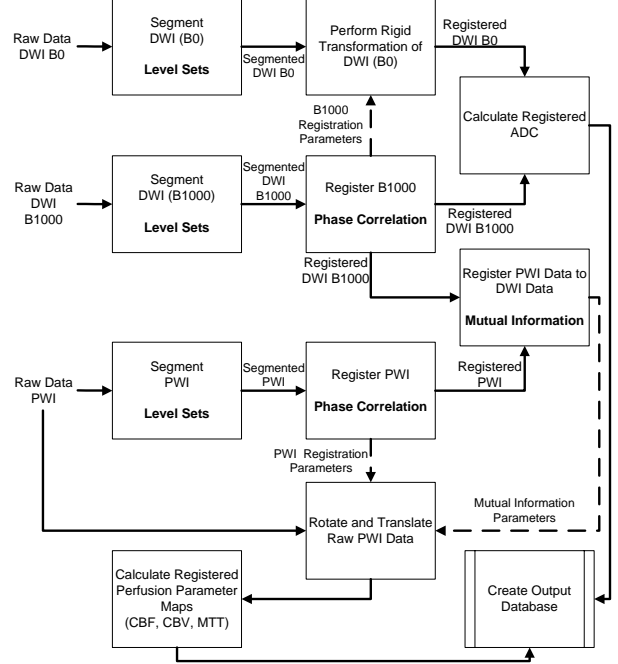 Raw Data
DWI B0
Segment
DWI (B0)
Level Sets
Segmented
DWI B0
Perform Rigid
Transformation of
DWI (B0)
Registered
DWI B0
B1000
Registration
Parameters
Calculate Registered
ADC
Raw Data
DWI
B1000
Segment
DWI (B1000)
Level Sets
Segmented
DWI
B1000
Register B1000
Phase Correlation
Registered
DWI B1000
Registered
DWI B1000
Register PWI Data to
DWI Data
Mutual Information
Raw Data
PWI
Segment
PWI
Level Sets
Segmented
PWI
Register PWI
Phase Correlation
Registered
PWI
PWI Registration
Parameters
Rotate and Translate
Raw PWI Data
Mutual Information
Parameters
Calculate Registered
Perfusion Parameter
Maps
(CBF, CBV, MTT)
Create Output
Database